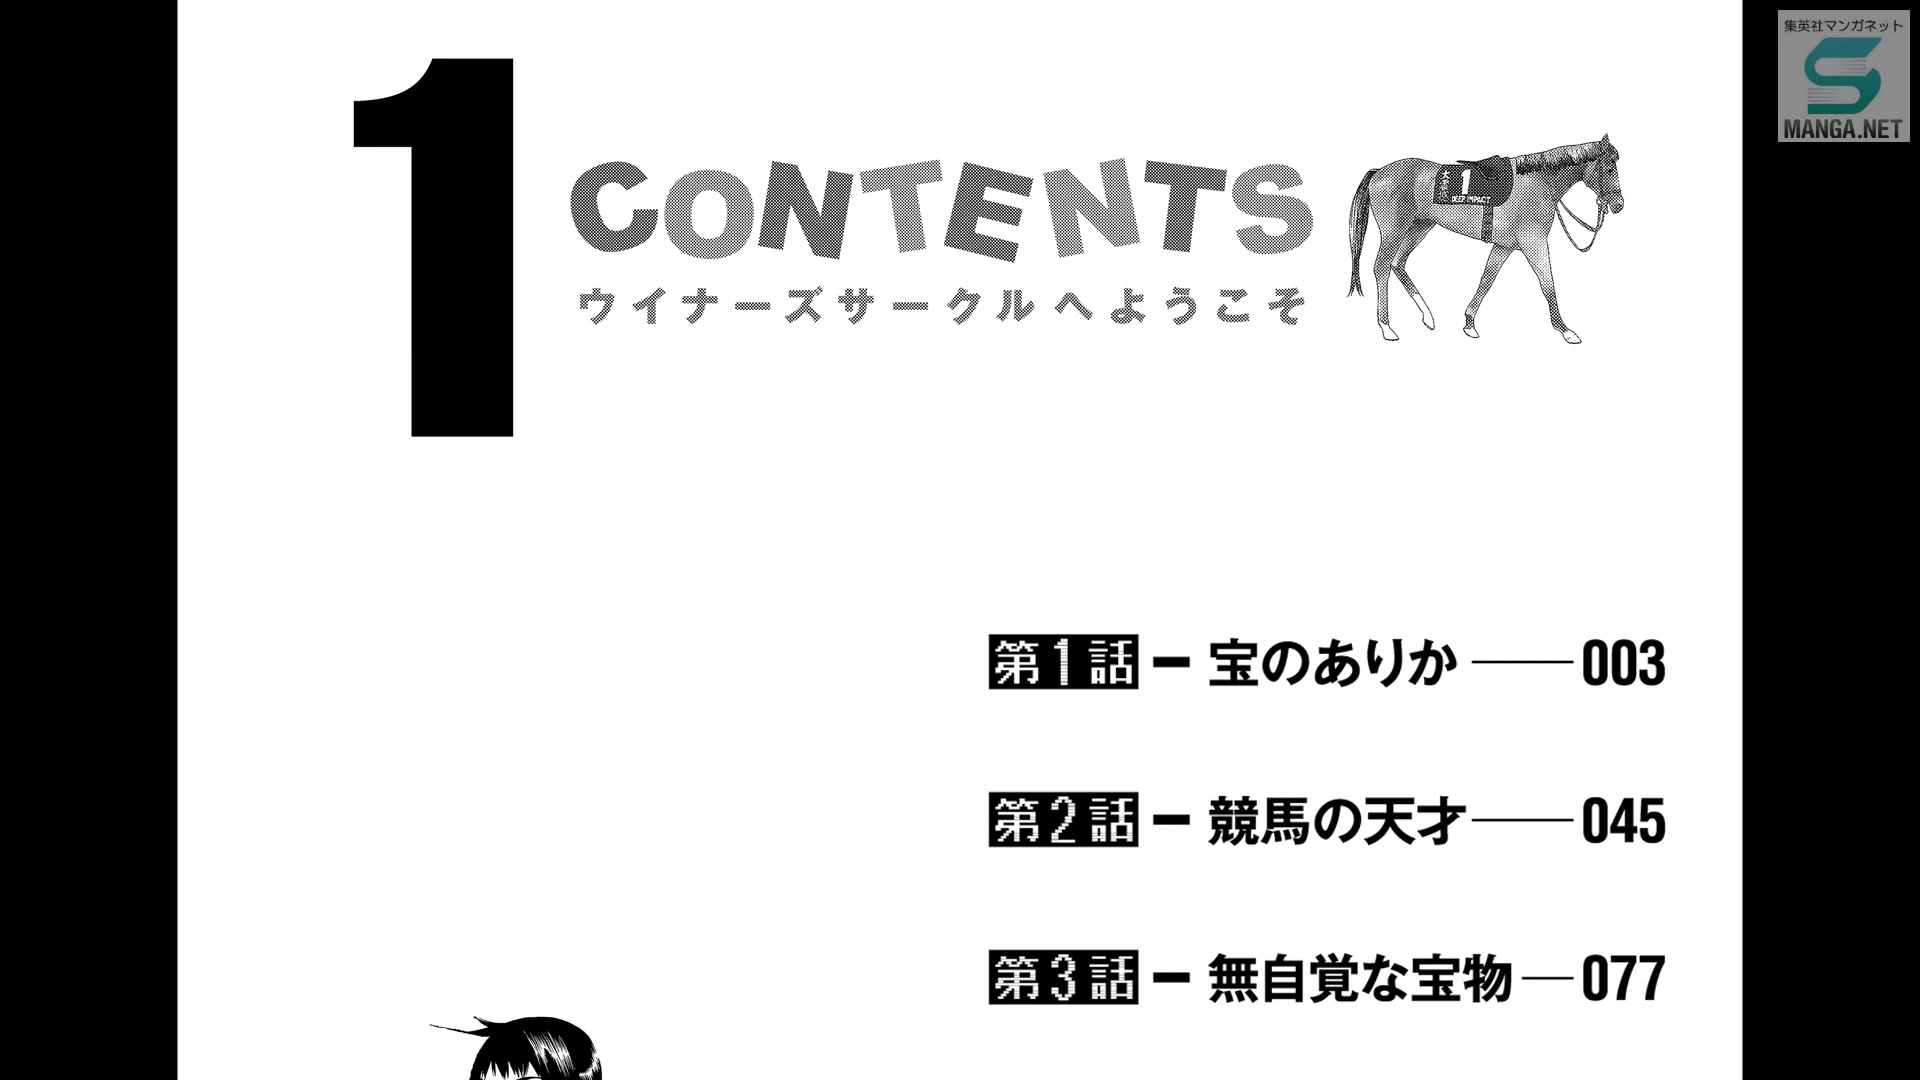 集英社マンガネット
S
MANGA.NET
1
CONTENTS
ウイナーズサークルへようこそ
1
DEEP IMPACT
第1話 ー 宝のありか ── 003
第2話 ー 競馬の天才 ── 045
第3話 ー 無自覚な宝物 ── 077